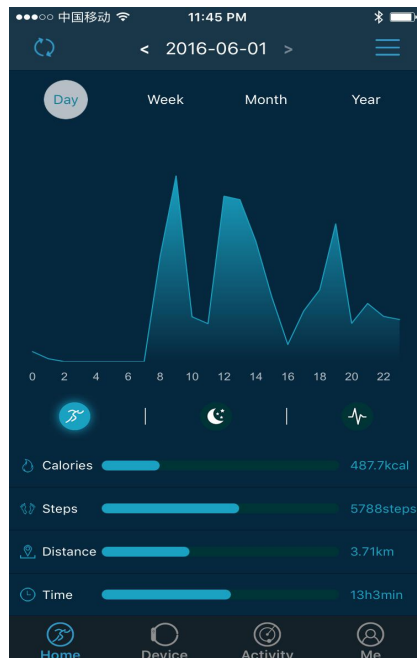 中国移动 11:45 PM
< 2016-06-01 >
Day Week Month Year
0 2 4 6 8 10 12 14 16 18 20 22
Calories 487.7kcal
Steps 5788steps
Distance 3.71km
Time 13h3min
Home Device Activity Me